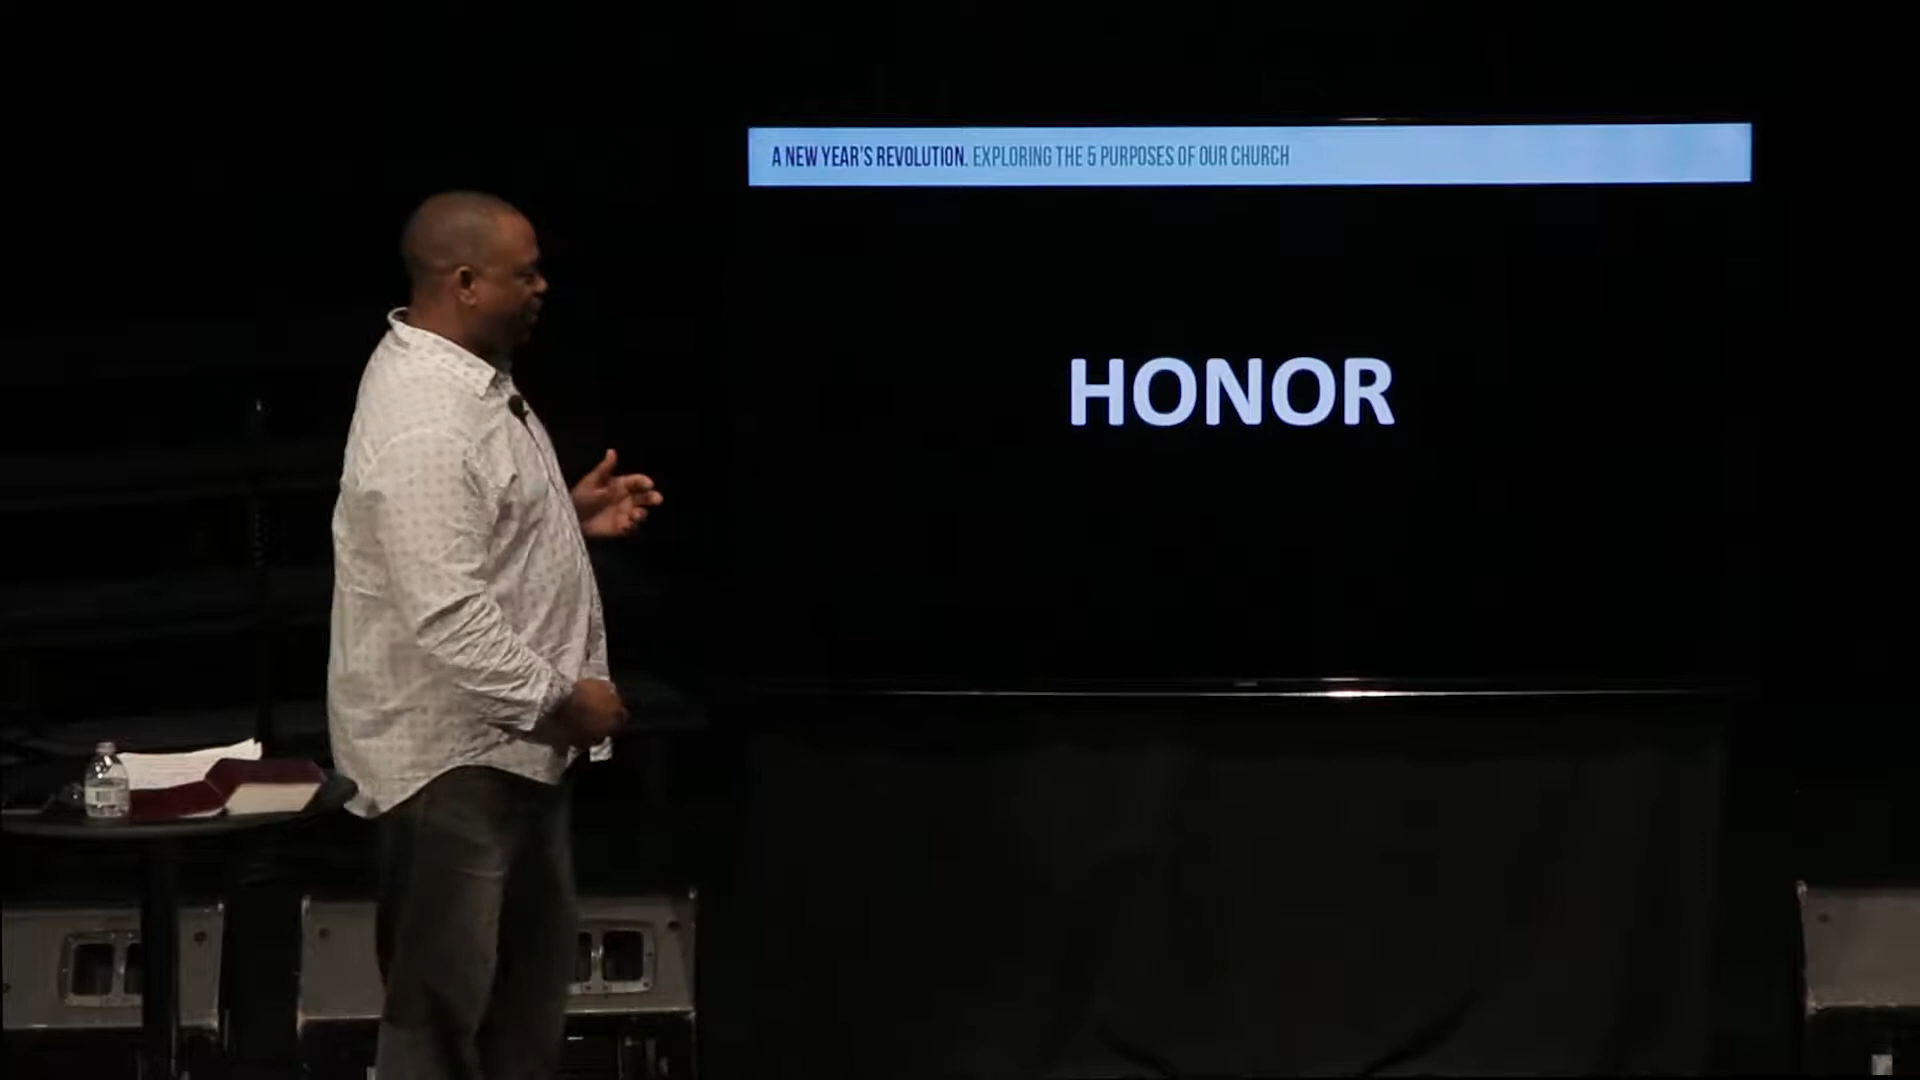 A NEW YEAR'S REVOLUTION. EXPLORING THE 5 PURPOSES OF OUR CHURCH
HONOR